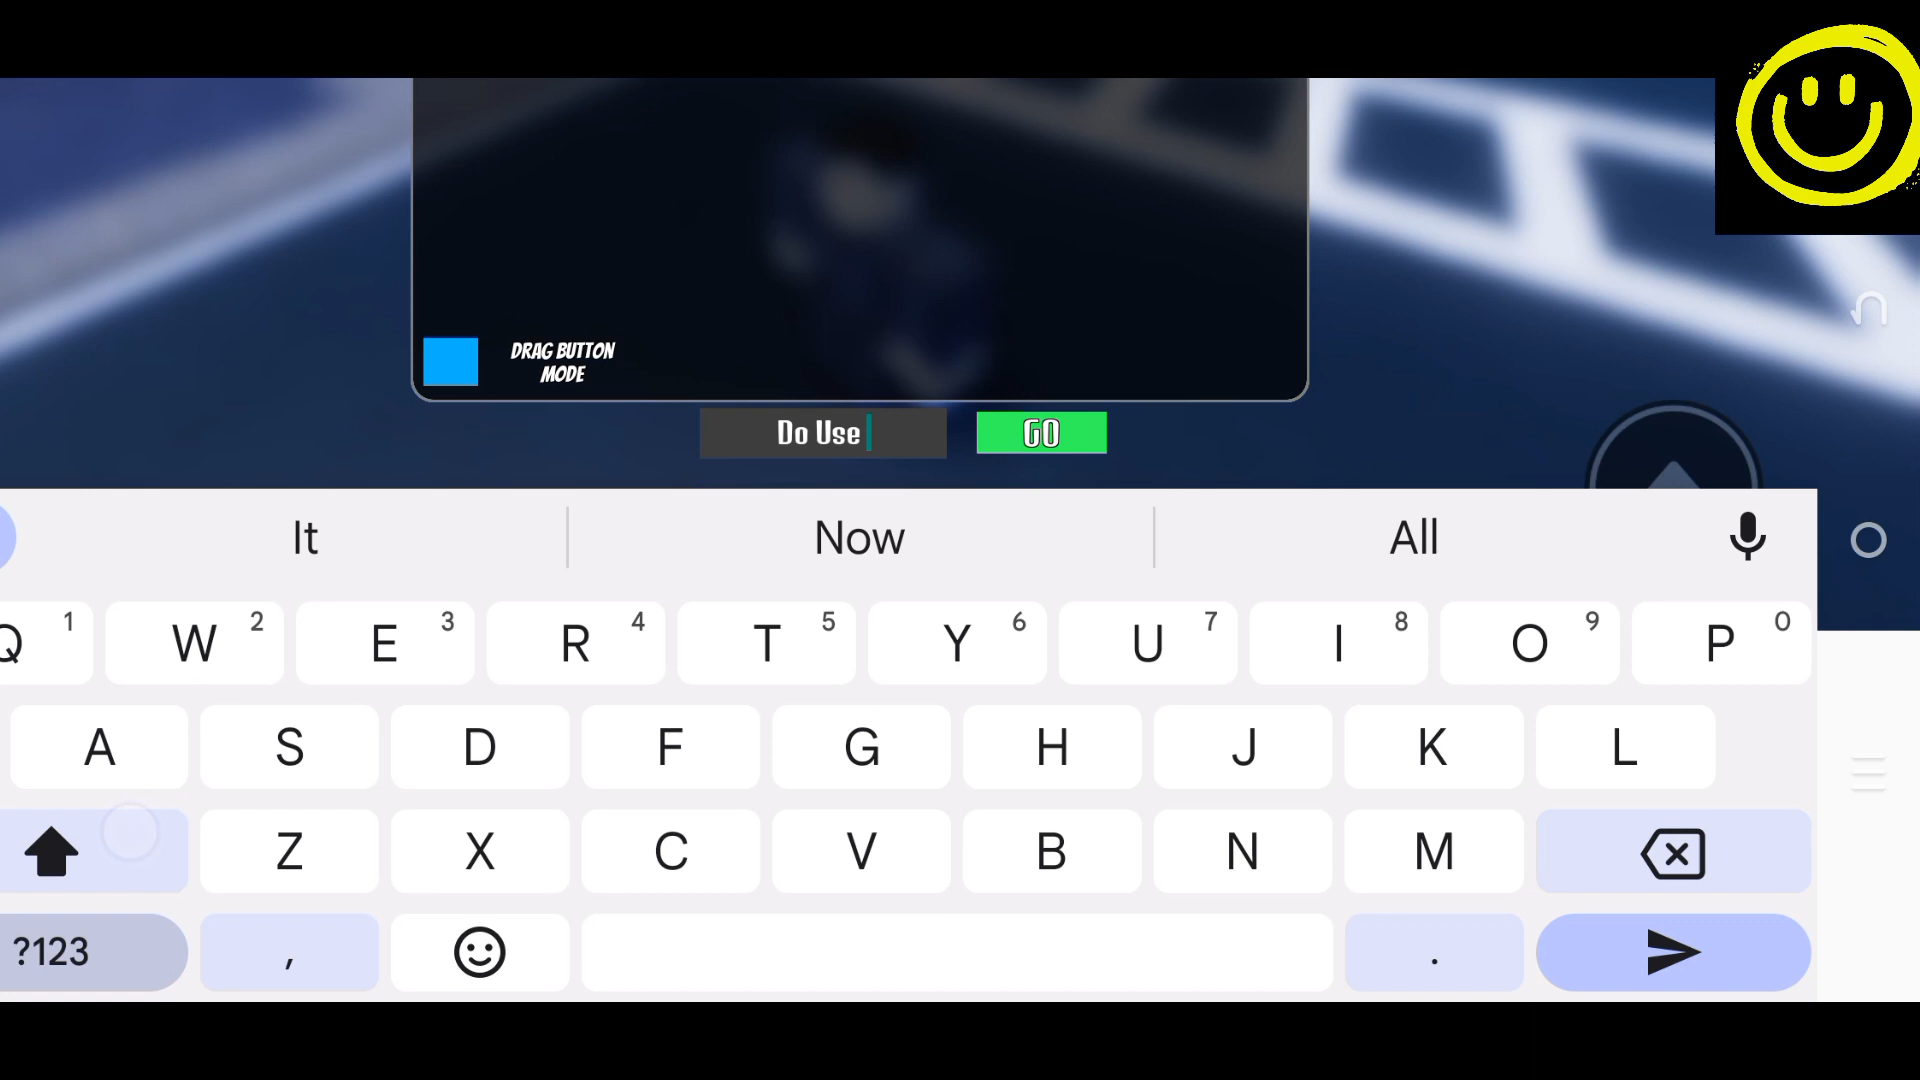 DRAG BUTTON
MODE
Do Use
GO
It Now All
Q 1 W 2 E 3 R 4 T 5 Y 6 U 7 I 8 O 9 P 0
A S D F G H J K L
Z X C V B N M
?123 , .